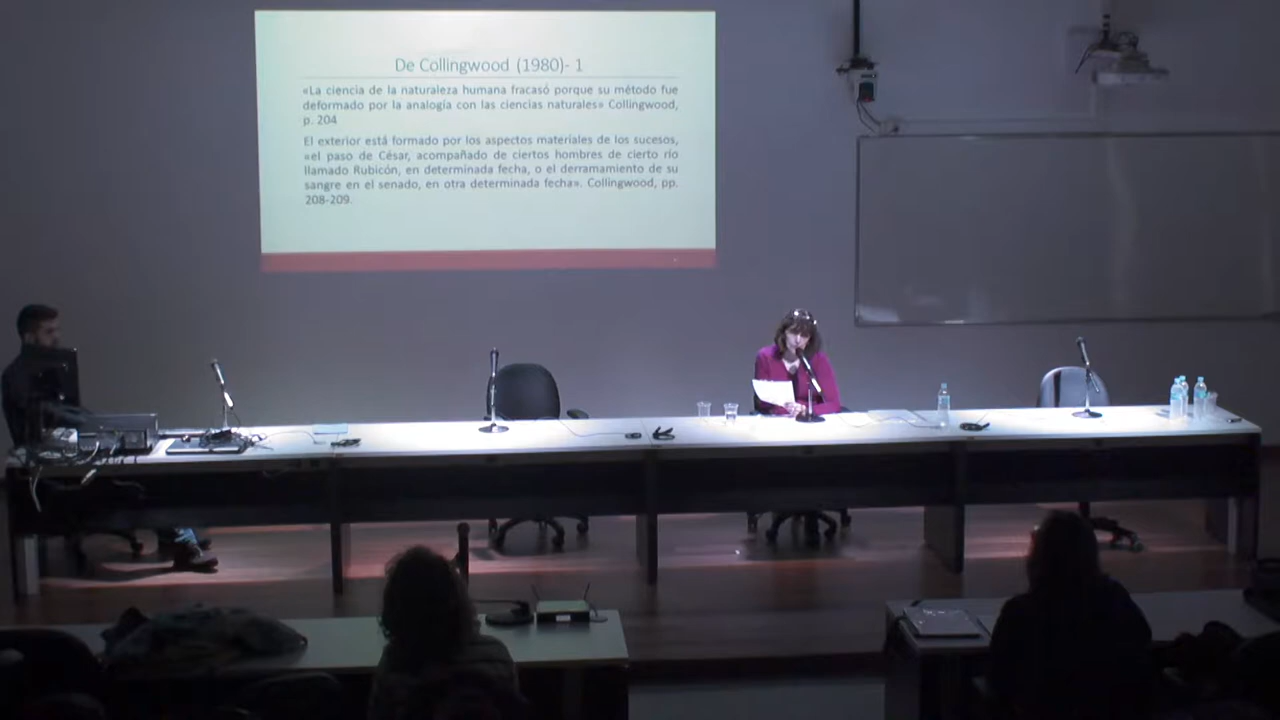 De Collingwood (1980)- 1
«La ciencia de la naturaleza humana fracasó porque su método fue
deformado por la analogía con las ciencias naturales» Collingwood,
p. 204
El exterior está formado por los aspectos materiales de los sucesos,
«el paso de César, acompañado de ciertos hombres de cierto río
llamado Rubicón, en determinada fecha, o el derramamiento de su
sangre en el senado, en otra determinada fecha». Collingwood, pp.
208-209.